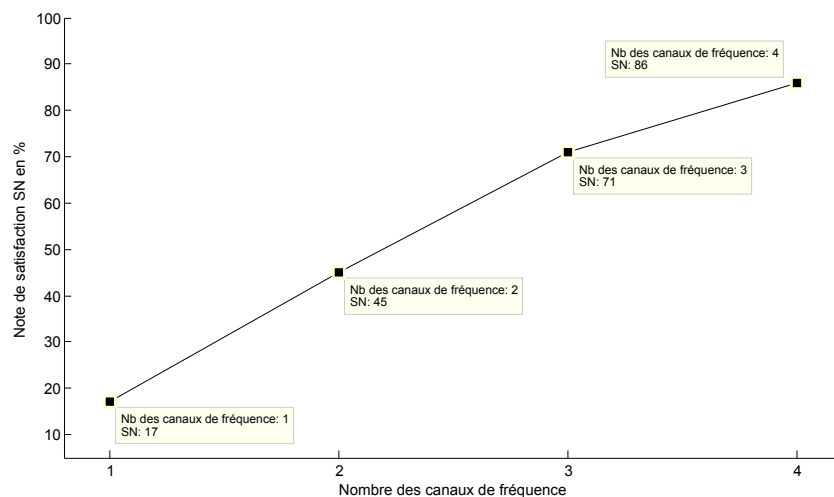 100
90
80
70
60
50
40
30
20
10
Note de satisfaction SN en %
Nb des canaux de fréquence: 4
SN: 86
Nb des canaux de fréquence: 3
SN: 71
Nb des canaux de fréquence: 2
SN: 45
Nb des canaux de fréquence: 1
SN: 17
1 2 3 4
Nombre des canaux de fréquence